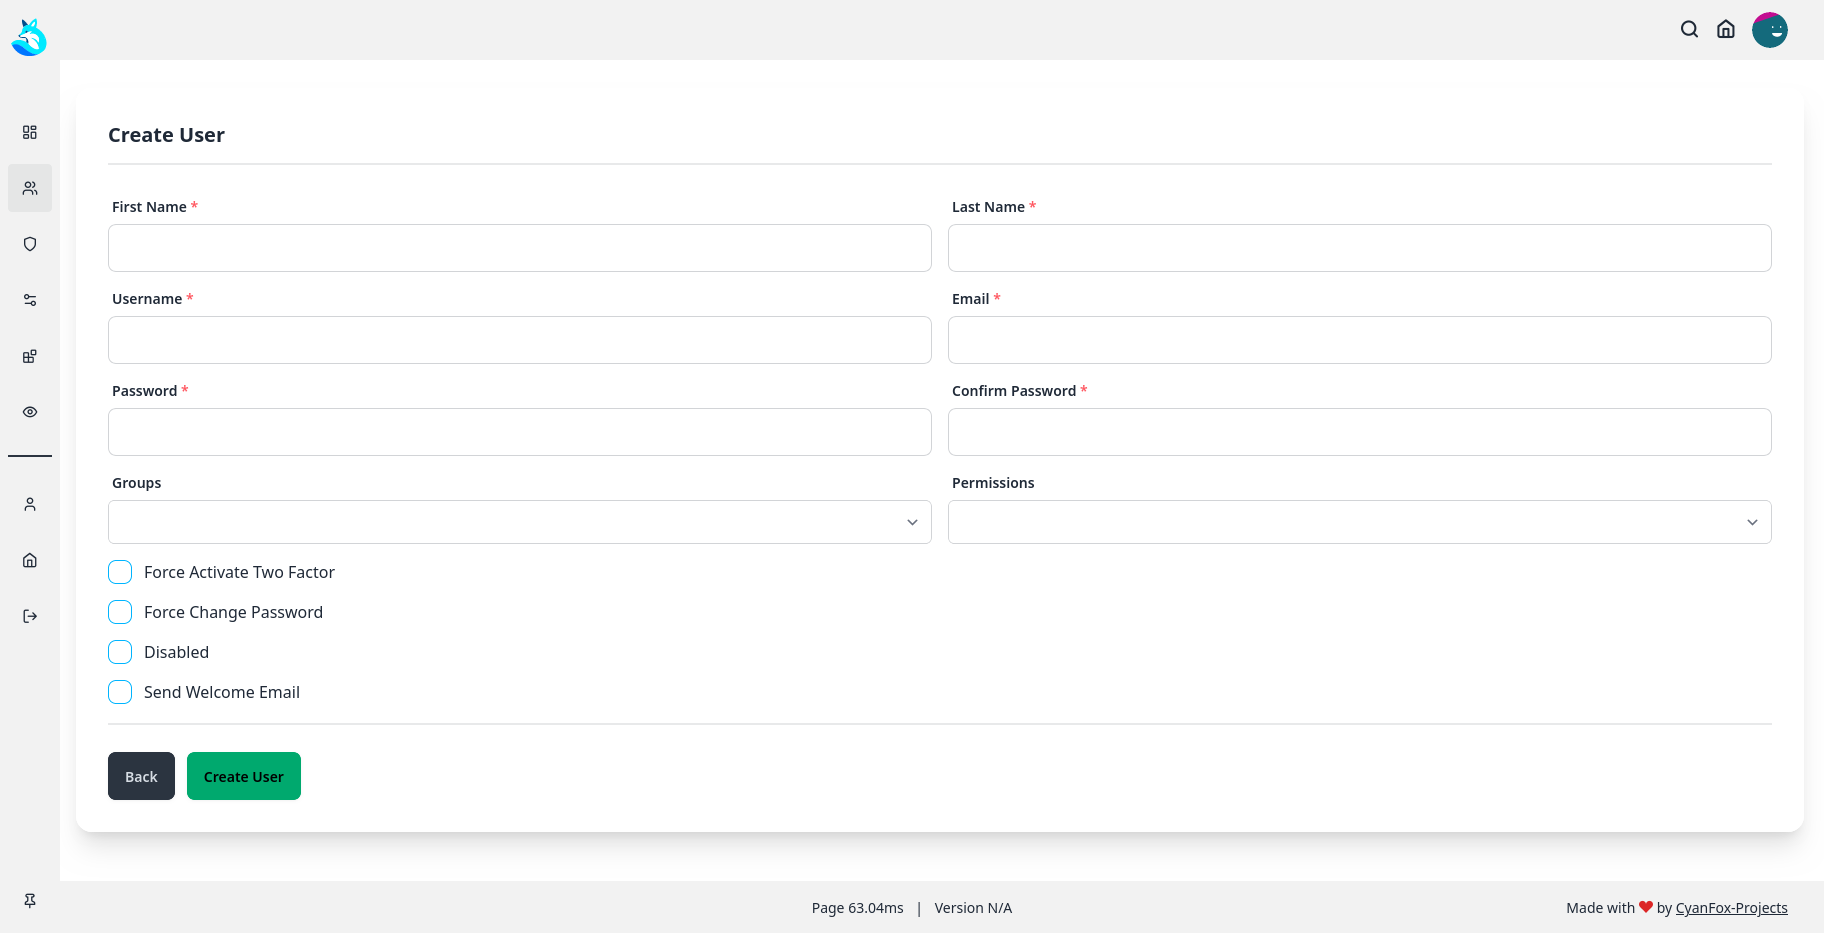 Create User
First Name *
Last Name *
Username *
Email *
Password *
Confirm Password *
Groups
Permissions
Force Activate Two Factor
Force Change Password
Disabled
Send Welcome Email
Back
Create User
Page 63.04ms | Version N/A
Made with ❤ by CyanFox-Projects